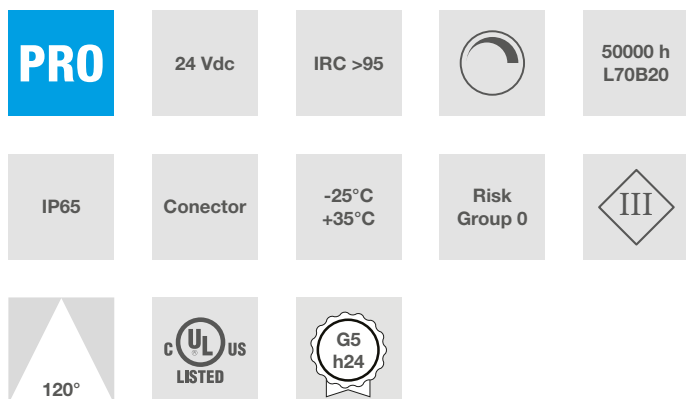 PRO
24 Vdc
IRC >95
50000 h
L70B20
IP65
Conector
-25°C
+35°C
Risk
Group 0
III
120°
C UL US
®
LISTED
G5
h24